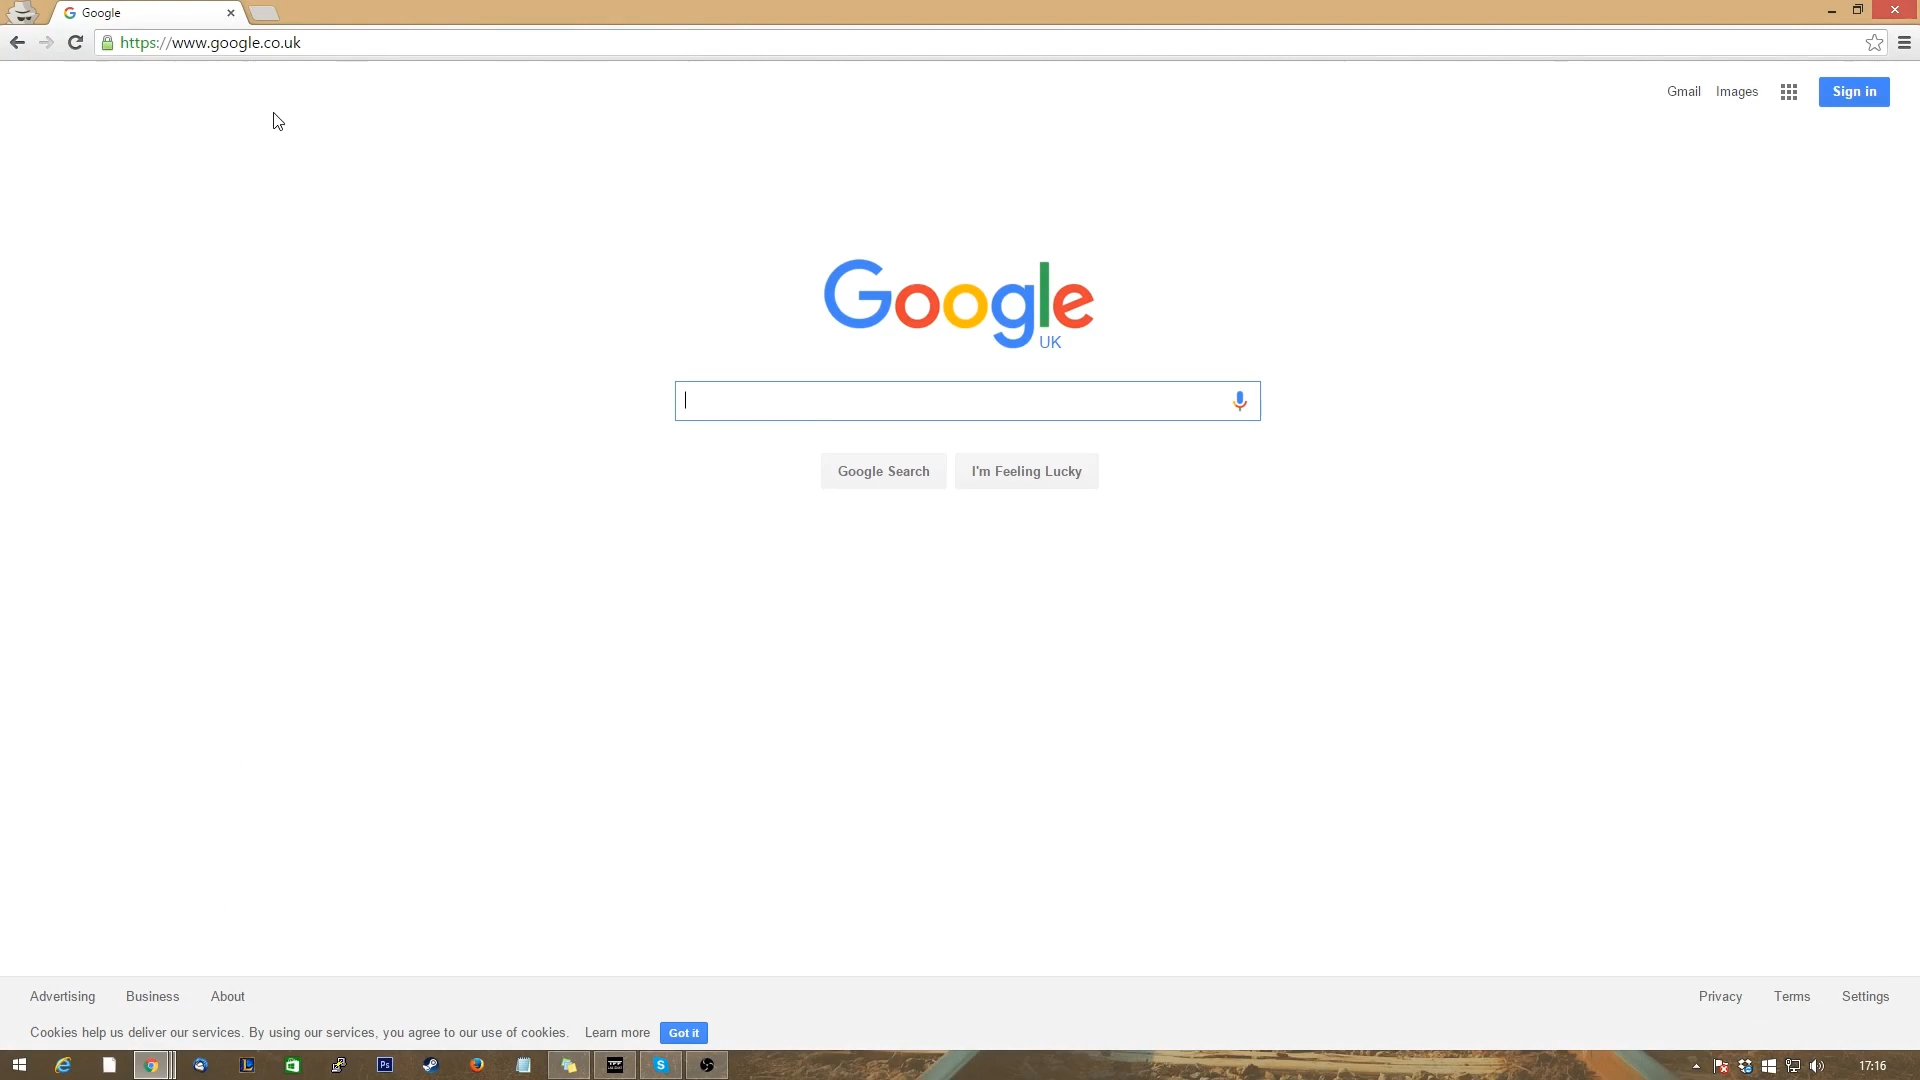 Google
https://www.google.co.uk
Gmail Images Sign in
Google
UK
Google Search I'm Feeling Lucky
Advertising Business About Privacy Terms Settings
Cookies help us deliver our services. By using our services, you agree to our use of cookies. Learn more Got it
Ps
17:16